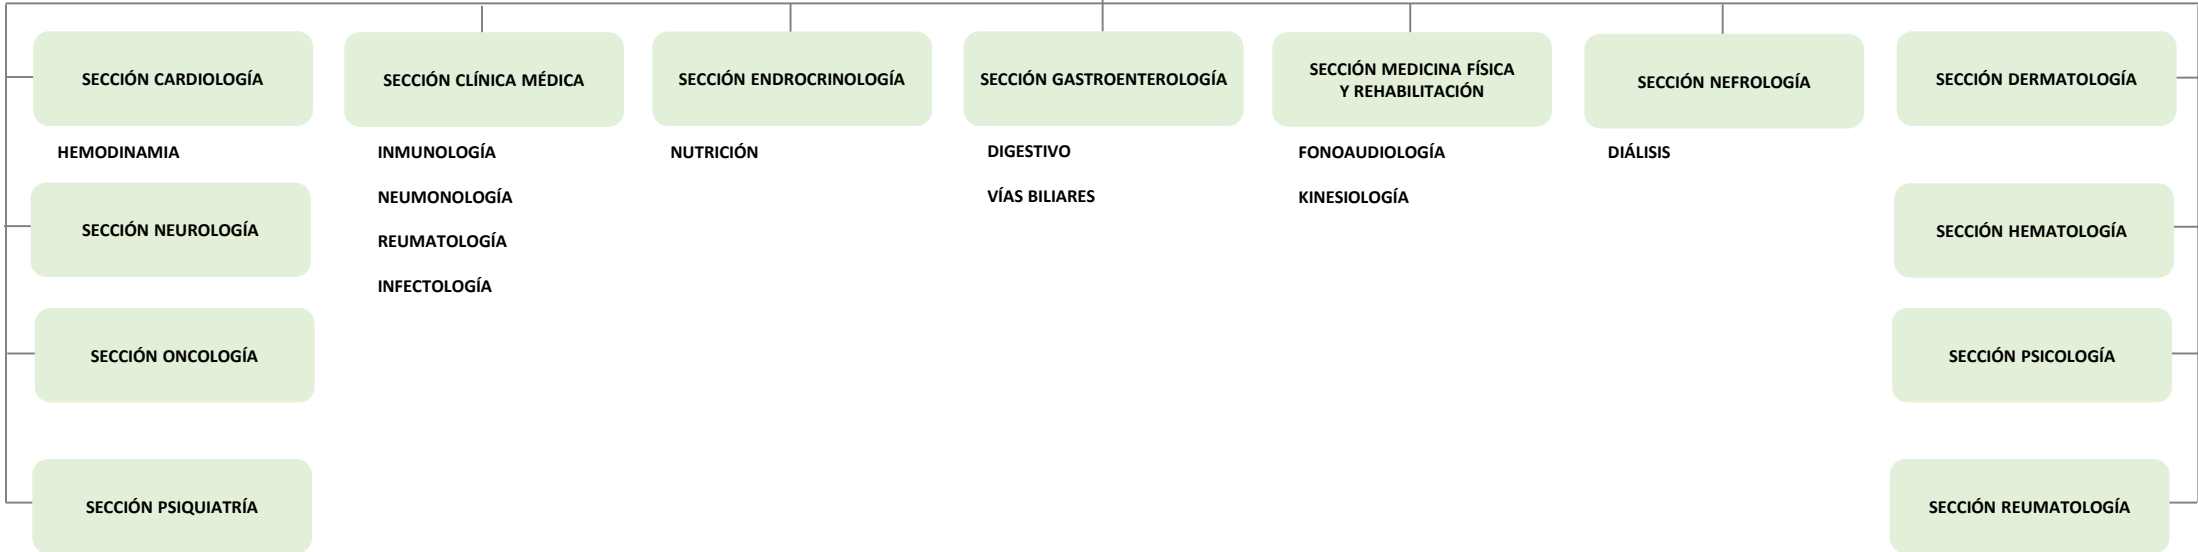 SECCIÓN CARDIOLOGÍA
HEMODINAMIA
SECCIÓN NEUROLOGÍA
SECCIÓN ONCOLOGÍA
SECCIÓN PSIQUIATRÍA
SECCIÓN CLÍNICA MÉDICA
INMUNOLOGÍA
NEUMONOLOGÍA
REUMATOLOGÍA
INFECTOLOGÍA
SECCIÓN ENDOCRINOLOGÍA
NUTRICIÓN
SECCIÓN GASTROENTEROLOGÍA
DIGESTIVO
VÍAS BILIARES
SECCIÓN MEDICINA FÍSICA
Y REHABILITACIÓN
FONOAUDIOLOGÍA
KINESIOLOGÍA
SECCIÓN NEFROLOGÍA
DIÁLISIS
SECCIÓN DERMATOLOGÍA
SECCIÓN HEMATOLOGÍA
SECCIÓN PSICOLOGÍA
SECCIÓN REUMATOLOGÍA